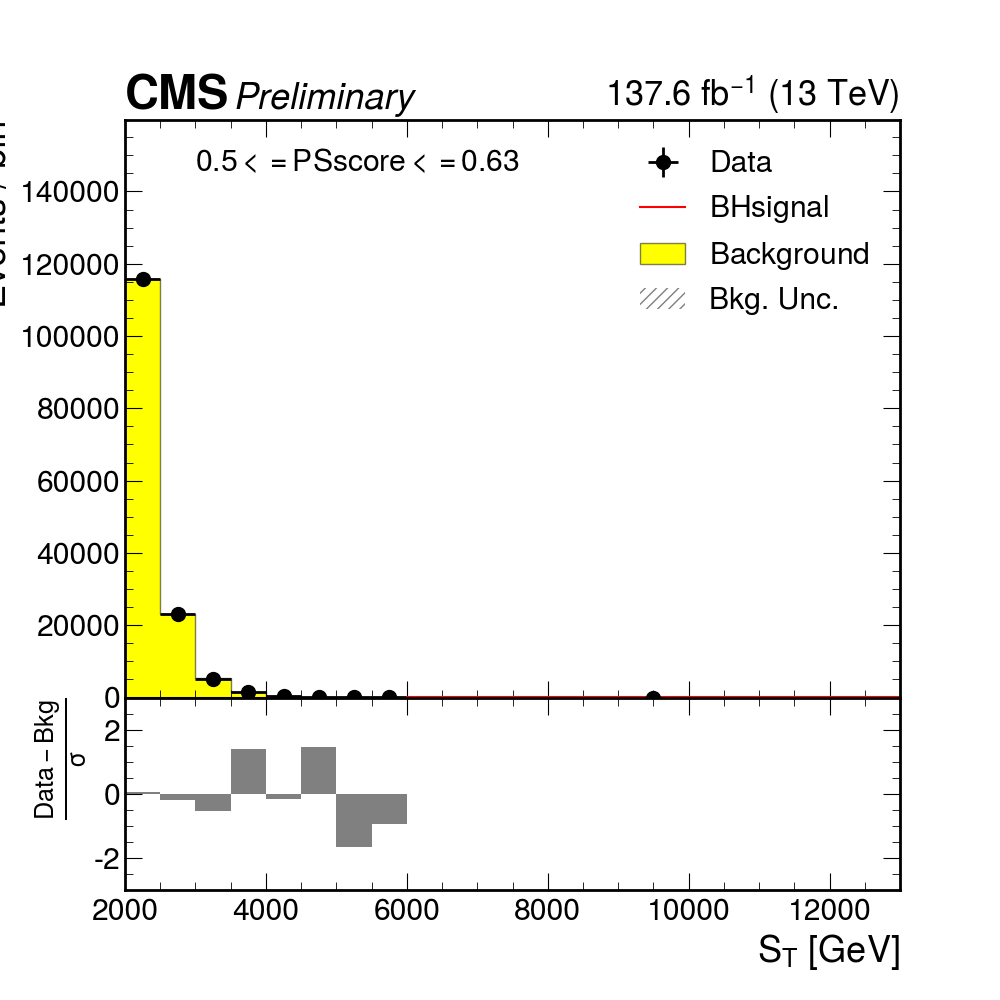 CMS Preliminary 137.6 fb⁻¹ (13 TeV)
0.5 < = PSscore < = 0.63
Data
BHsignal
Background
Bkg. Unc.
140000
120000
100000
80000
60000
40000
20000
0
Data − Bkg
σ
2
0
-2
2000 4000 6000 8000 10000 12000
S_T [GeV]